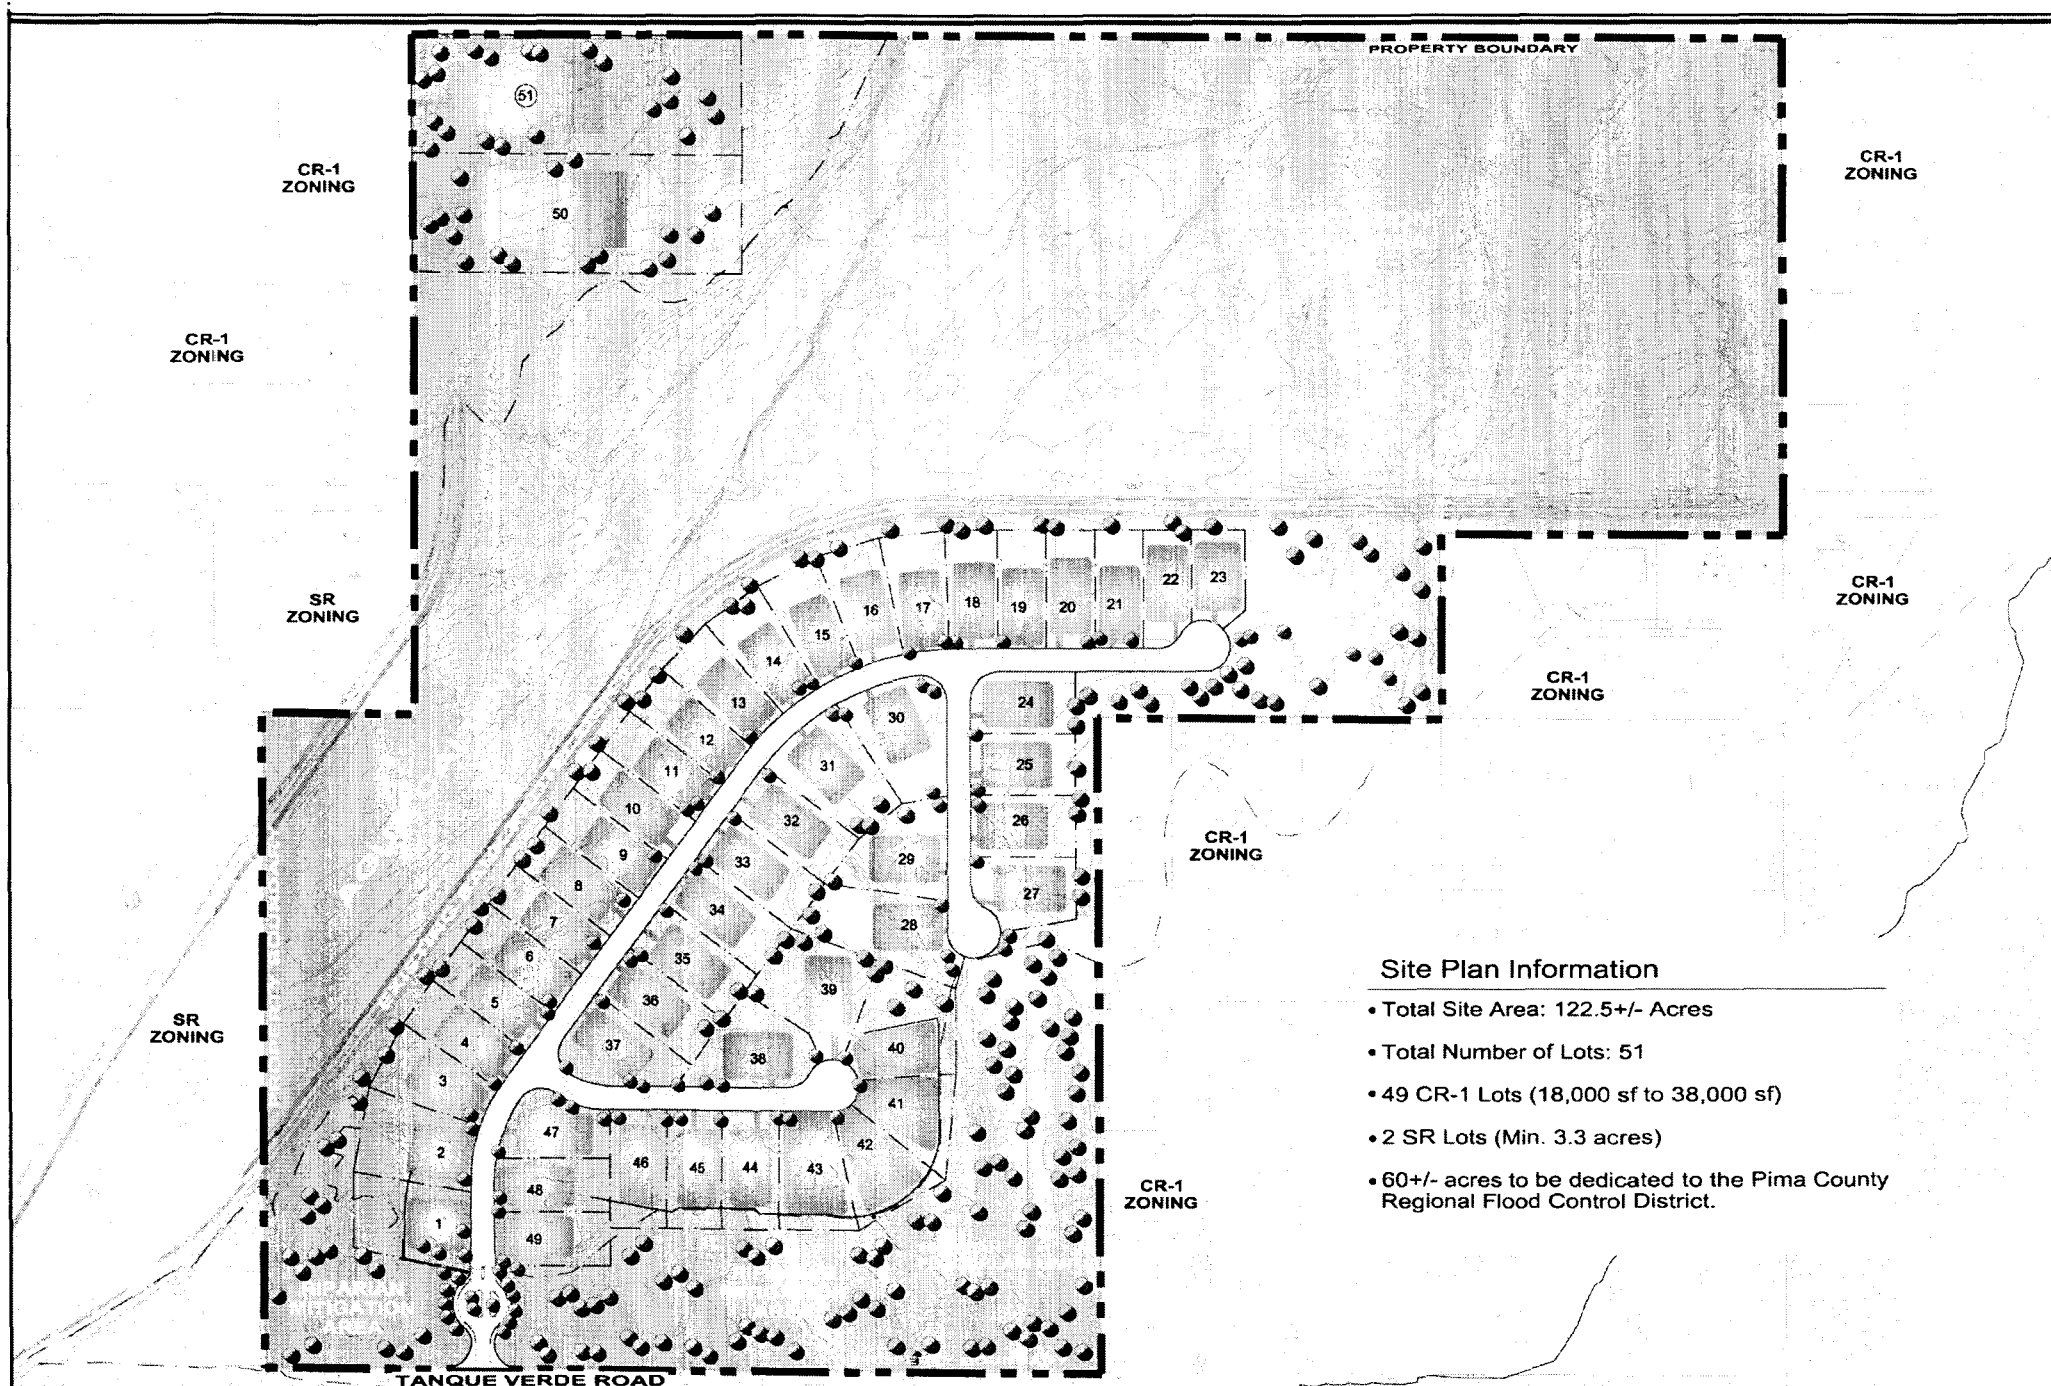 PROPERTY BOUNDARY
51
CR-1
ZONING
CR-1
ZONING
50
CR-1
ZONING
SR
ZONING
CR-1
ZONING
CR-1
ZONING
23
22
21
20
19
18
17
16
15
14
13
12
11
10
9
8
7
6
5
4
3
2
1
24
25
26
27
28
29
30
31
32
33
34
35
36
37
38
39
40
41
42
43
44
45
46
47
48
49
CR-1
ZONING
SR
ZONING
CR-1
ZONING
Site Plan Information
• Total Site Area: 122.5+/- Acres
• Total Number of Lots: 51
• 49 CR-1 Lots (18,000 sf to 38,000 sf)
• 2 SR Lots (Min. 3.3 acres)
• 60+/- acres to be dedicated to the Pima County
Regional Flood Control District.
MITIGATION
AREA
TANQUE VERDE ROAD